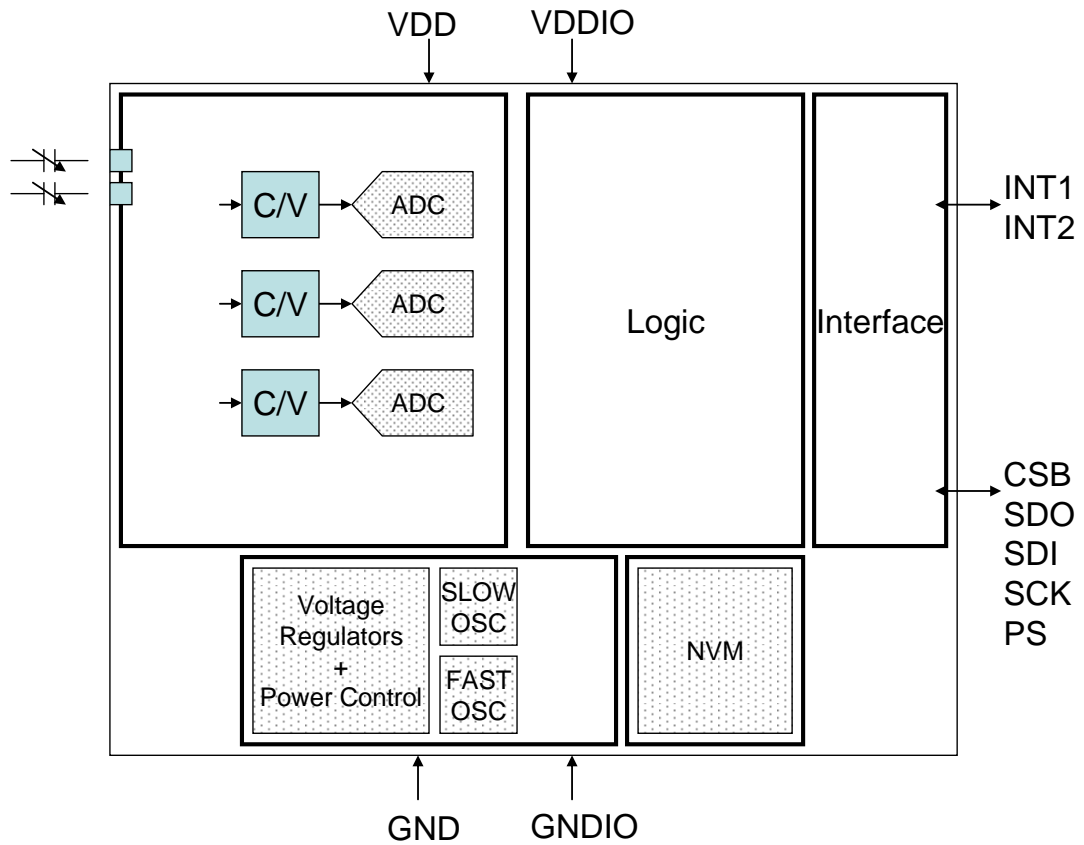 VDD
VDDIO
C/V
ADC
C/V
ADC
C/V
ADC
Logic
Interface
INT1
INT2
CSB
SDO
SDI
SCK
PS
Voltage
Regulators
+
Power Control
SLOW
OSC
FAST
OSC
NVM
GND
GNDIO